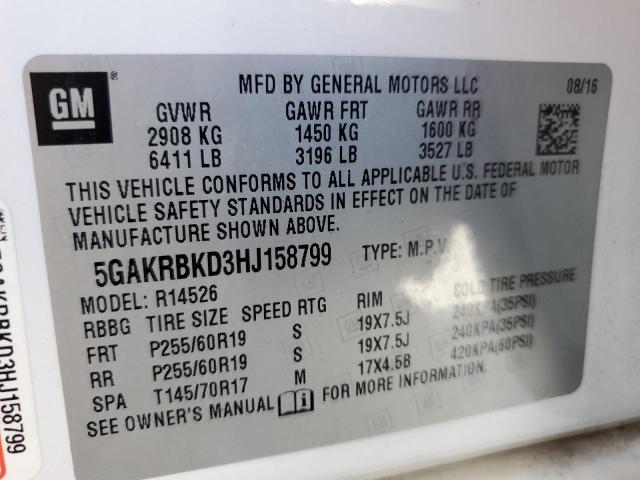 GM ®
MFD BY GENERAL MOTORS LLC 08/16
GVWR GAWR FRT GAWR RR
2908 KG 1450 KG 1600 KG
6411 LB 3196 LB 3527 LB
THIS VEHICLE CONFORMS TO ALL APPLICABLE U.S. FEDERAL MOTOR
VEHICLE SAFETY STANDARDS IN EFFECT ON THE DATE OF
MANUFACTURE SHOWN ABOVE.
5GAKRBKD3HJ158799 TYPE: M.P.V.
MODEL: R14526
RBBG TIRE SIZE SPEED RTG RIM COLD TIRE PRESSURE
FRT P255/60R19 S 19X7.5J 240KPA(35PSI)
RR P255/60R19 S 19X7.5J 240KPA(35PSI)
SPA T145/70R17 M 17X4.5B 420KPA(60PSI)
SEE OWNER'S MANUAL FOR MORE INFORMATION.
5GAKRBKD3HJ158799